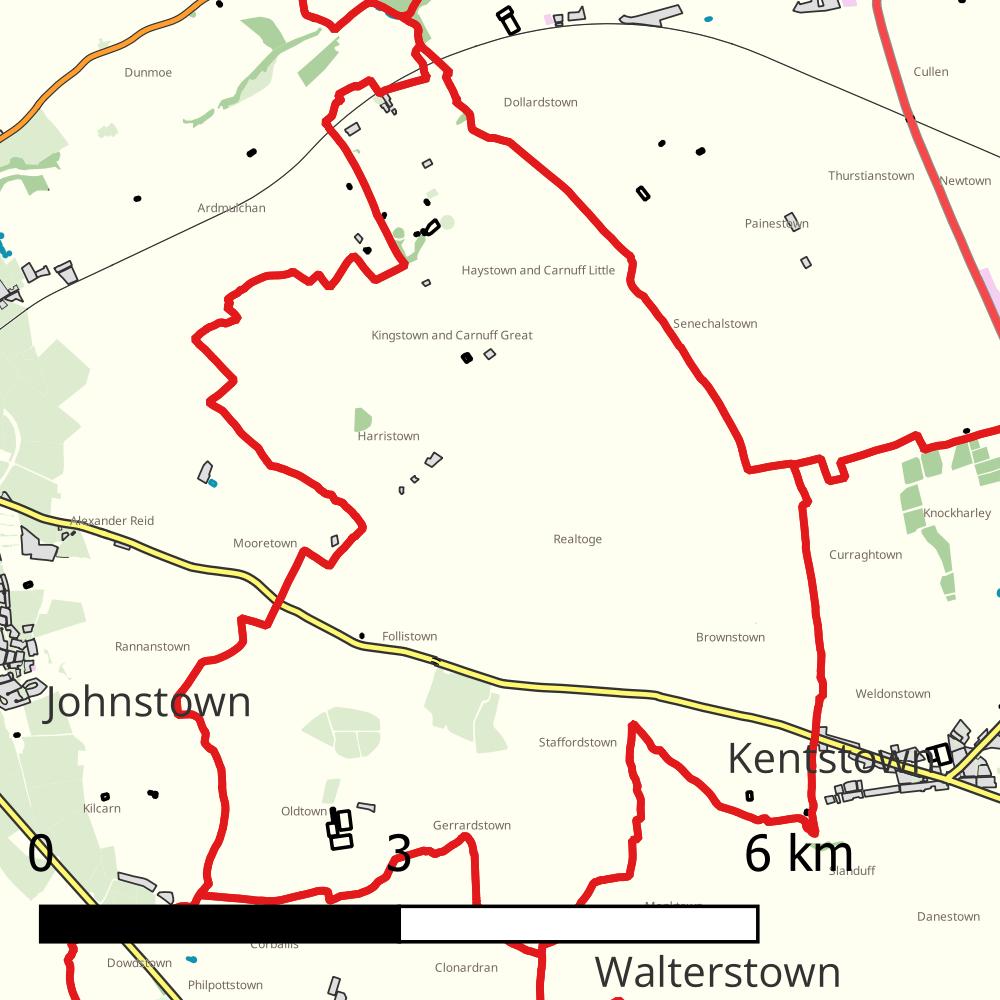 Dunmoe
Cullen
Dollardstown
Thurstianstown
Newtown
Ardmulchan
Painestown
Haystown and Carnuff Little
Senechalstown
Kingstown and Carnuff Great
Harristown
Knockharley
Alexander Reid
Mooretown
Realtoge
Curraghtown
Follistown
Brownstown
Rannanstown
Weldonstown
Johnstown
Staffordstown
Kentstown
Kilcarn
Oldtown
Gerrardstown
0 3 6 km
Slanduff
Monktown
Danestown
Corballis
Dowdstown
Clonardran
Walterstown
Philpottstown